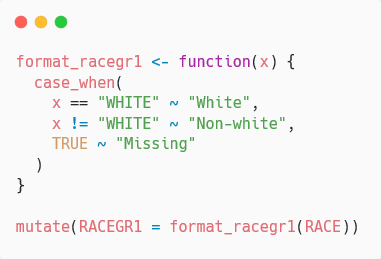 format_racegr1 <- function(x) {
  case_when(
    x == "WHITE" ~ "White",
    x != "WHITE" ~ "Non-white",
    TRUE ~ "Missing"
  )
}

mutate(RACEGR1 = format_racegr1(RACE))